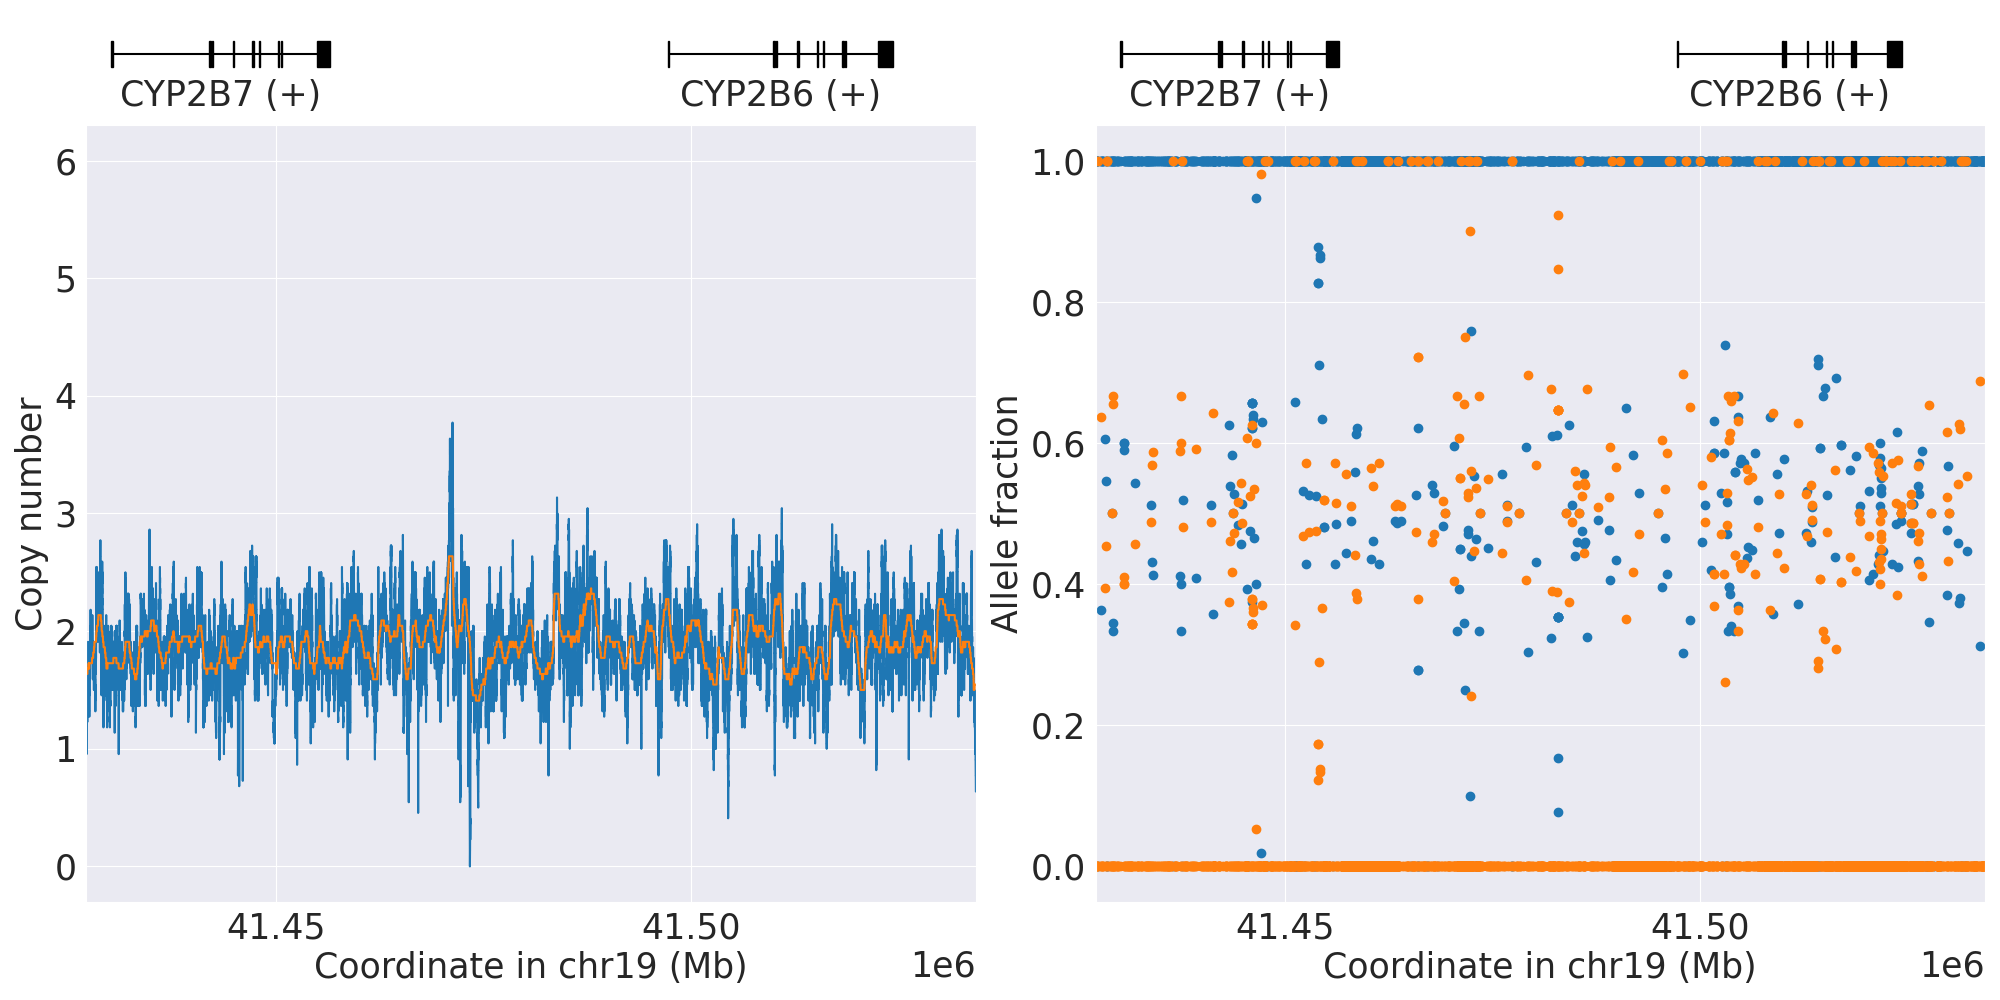 CYP2B7 (+)
CYP2B6 (+)
6
5
4
3
2
1
0
Copy number
41.45
41.50
Coordinate in chr19 (Mb)
1e6
CYP2B7 (+)
CYP2B6 (+)
1.0
0.8
0.6
0.4
0.2
0.0
Allele fraction
41.45
41.50
Coordinate in chr19 (Mb)
1e6